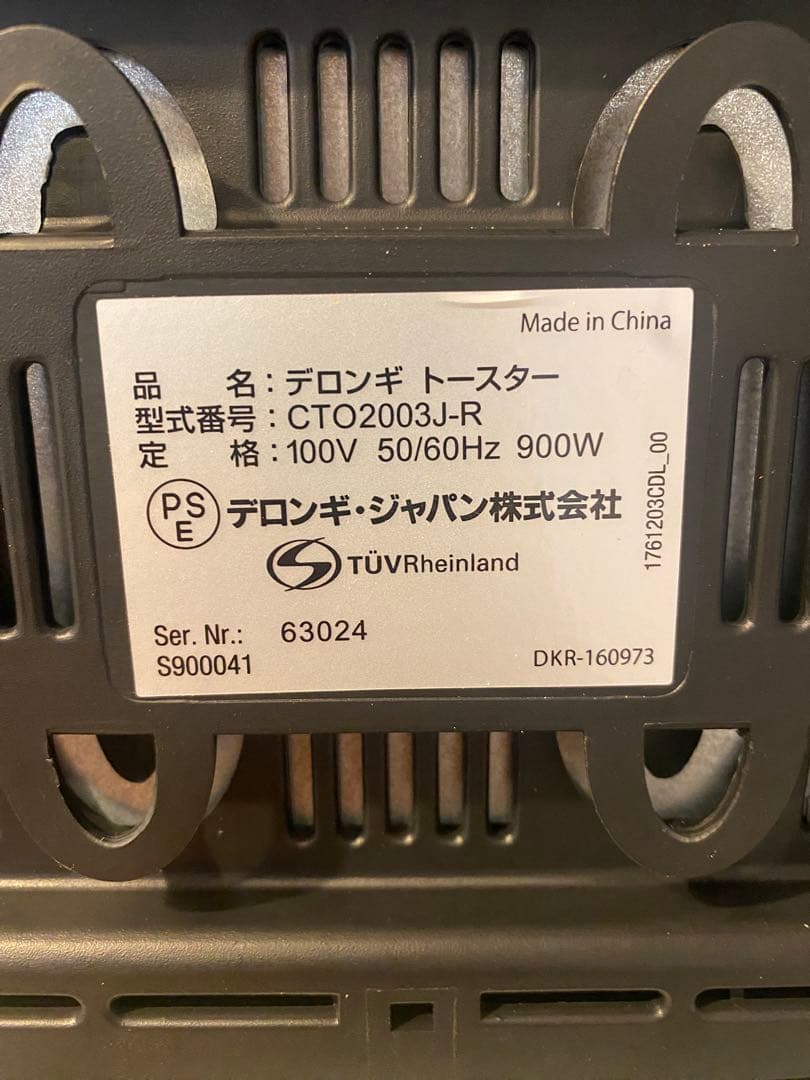 Made in China
品　　名：デロンギ トースター
型式番号：CTO2003J-R
定　　格：100V 50/60Hz 900W
PSE デロンギ・ジャパン株式会社
TÜVRheinland
1761203CDL_00
Ser. Nr.: 63024
S900041
DKR-160973